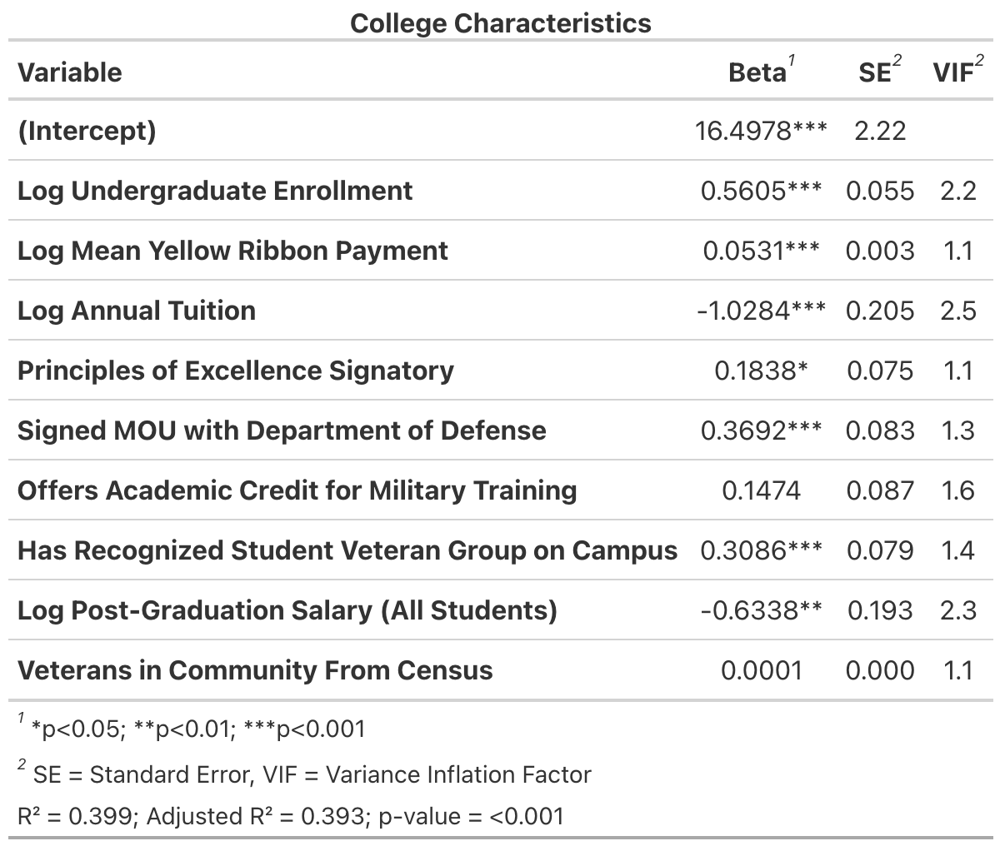 College Characteristics
Variable Beta¹ SE² VIF²
(Intercept) 16.4978*** 2.22
Log Undergraduate Enrollment 0.5605*** 0.055 2.2
Log Mean Yellow Ribbon Payment 0.0531*** 0.003 1.1
Log Annual Tuition -1.0284*** 0.205 2.5
Principles of Excellence Signatory 0.1838* 0.075 1.1
Signed MOU with Department of Defense 0.3692*** 0.083 1.3
Offers Academic Credit for Military Training 0.1474 0.087 1.6
Has Recognized Student Veteran Group on Campus 0.3086*** 0.079 1.4
Log Post-Graduation Salary (All Students) -0.6338** 0.193 2.3
Veterans in Community From Census 0.0001 0.000 1.1
¹ *p<0.05; **p<0.01; ***p<0.001
² SE = Standard Error, VIF = Variance Inflation Factor
R² = 0.399; Adjusted R² = 0.393; p-value = <0.001